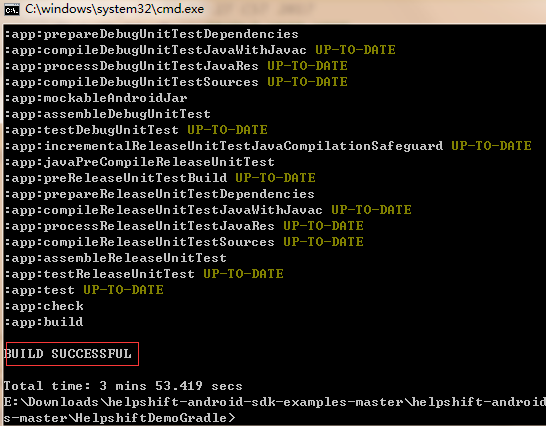 C:\windows\system32\cmd.exe
:app:prepareDebugUnitTestDependencies
:app:compileDebugUnitTestJavaWithJavac UP-TO-DATE
:app:processDebugUnitTestJavaRes UP-TO-DATE
:app:compileDebugUnitTestSources UP-TO-DATE
:app:mockableAndroidJar
:app:assembleDebugUnitTest
:app:testDebugUnitTest UP-TO-DATE
:app:incrementalReleaseUnitTestJavaCompilationSafeguard UP-TO-DATE
:app:javaPreCompileReleaseUnitTest
:app:preReleaseUnitTestBuild UP-TO-DATE
:app:prepareReleaseUnitTestDependencies
:app:compileReleaseUnitTestJavaWithJavac UP-TO-DATE
:app:processReleaseUnitTestJavaRes UP-TO-DATE
:app:compileReleaseUnitTestSources UP-TO-DATE
:app:assembleReleaseUnitTest
:app:testReleaseUnitTest UP-TO-DATE
:app:test UP-TO-DATE
:app:check
:app:build
BUILD SUCCESSFUL
Total time: 3 mins 53.419 secs
E:\Downloads\helpshift-android-sdk-examples-master\helpshift-android
s-master\HelpshiftDemoGradle>